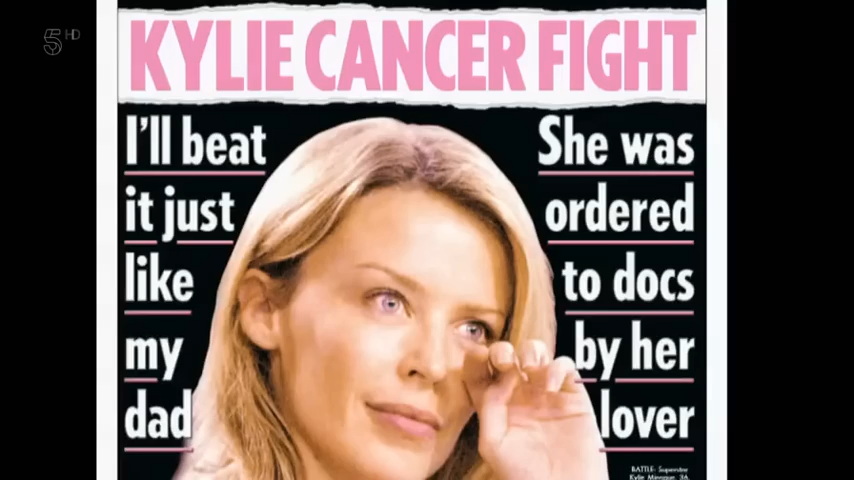 5 HD
KYLIE CANCER FIGHT
I'll beat
it just
like
my
dad
She was
ordered
to docs
by her
lover
BATTLE: Superstar
Kylie Minogue, 36,